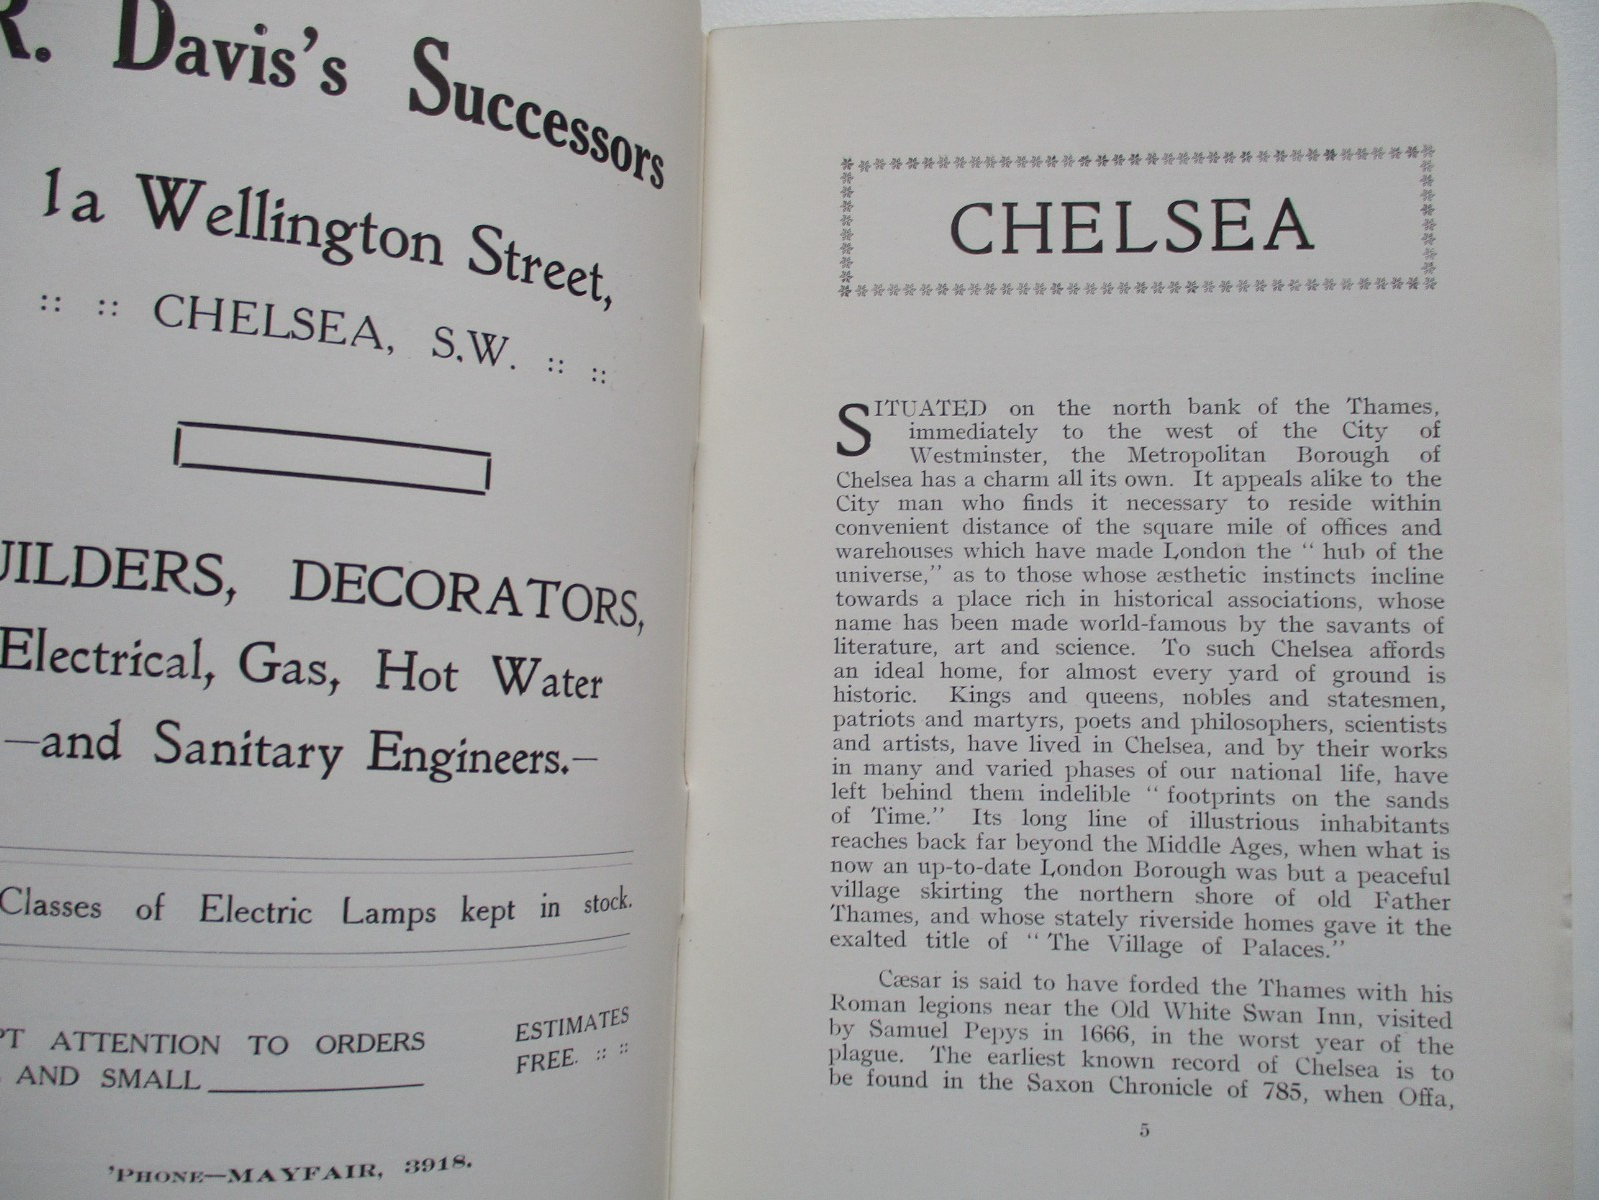 R. Davis's Successors
1a Wellington Street,
:: :: CHELSEA, S.W. :: ::
UILDERS, DECORATORS,
Electrical, Gas, Hot Water
—and Sanitary Engineers.—
Classes of Electric Lamps kept in stock.
PT ATTENTION TO ORDERS
AND SMALL
ESTIMATES
FREE. :: ::
'PHONE—MAYFAIR, 3918.
CHELSEA
SITUATED on the north bank of the Thames,
immediately to the west of the City of
Westminster, the Metropolitan Borough of
Chelsea has a charm all its own. It appeals alike to the
City man who finds it necessary to reside within
convenient distance of the square mile of offices and
warehouses which have made London the “ hub of the
universe,” as to those whose æsthetic instincts incline
towards a place rich in historical associations, whose
name has been made world-famous by the savants of
literature, art and science. To such Chelsea affords
an ideal home, for almost every yard of ground is
historic. Kings and queens, nobles and statesmen,
patriots and martyrs, poets and philosophers, scientists
and artists, have lived in Chelsea, and by their works
in many and varied phases of our national life, have
left behind them indelible “ footprints on the sands
of Time.” Its long line of illustrious inhabitants
reaches back far beyond the Middle Ages, when what is
now an up-to-date London Borough was but a peaceful
village skirting the northern shore of old Father
Thames, and whose stately riverside homes gave it the
exalted title of “ The Village of Palaces.”
Cæsar is said to have forded the Thames with his
Roman legions near the Old White Swan Inn, visited
by Samuel Pepys in 1666, in the worst year of the
plague. The earliest known record of Chelsea is to
be found in the Saxon Chronicle of 785, when Offa,
5